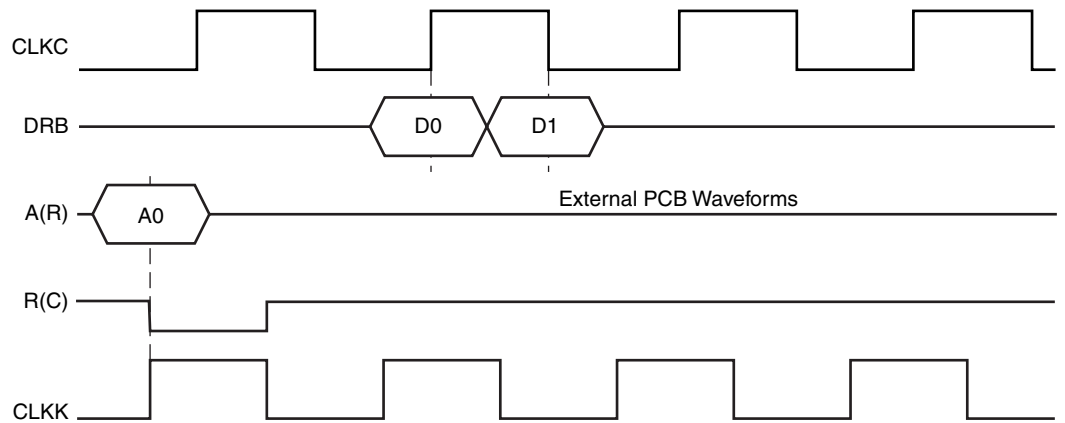 CLKC
DRB
D0
D1
A(R)
A0
External PCB Waveforms
R(C)
CLKK